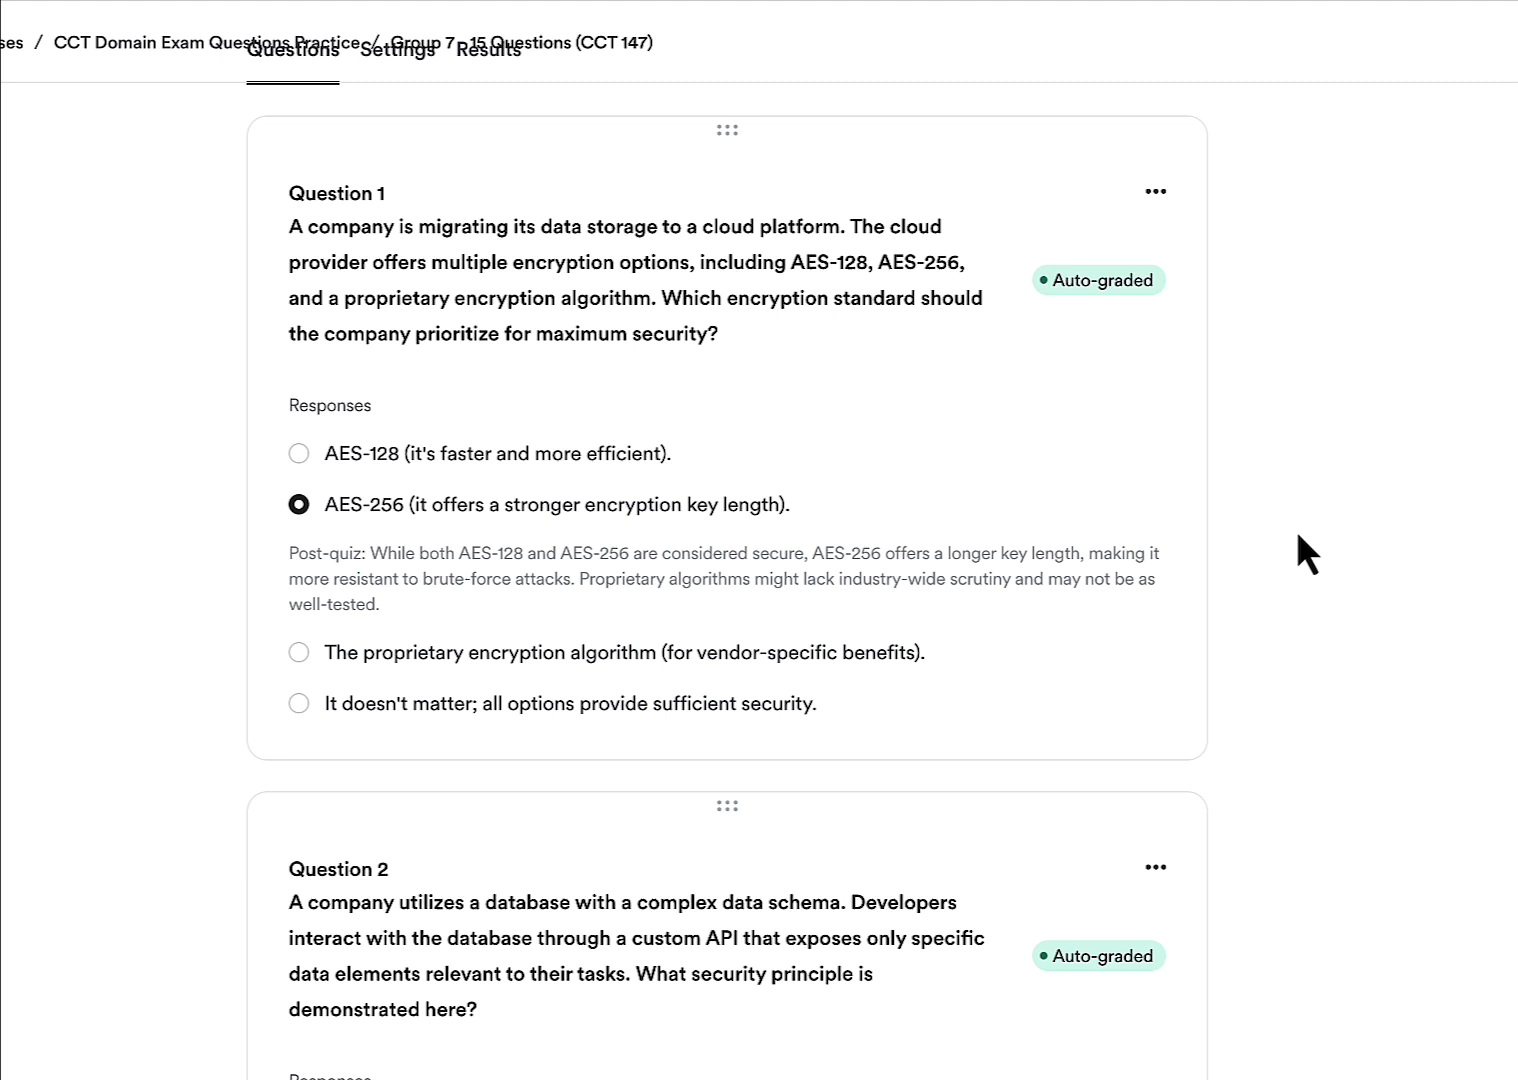 ses / CCT Domain Exam Questions Practice / Group 7 - 15 Questions (CCT 147)
Questions Settings Results
Question 1
A company is migrating its data storage to a cloud platform. The cloud
provider offers multiple encryption options, including AES-128, AES-256,
and a proprietary encryption algorithm. Which encryption standard should
the company prioritize for maximum security?
Auto-graded
Responses
AES-128 (it's faster and more efficient).
AES-256 (it offers a stronger encryption key length).
Post-quiz: While both AES-128 and AES-256 are considered secure, AES-256 offers a longer key length, making it
more resistant to brute-force attacks. Proprietary algorithms might lack industry-wide scrutiny and may not be as
well-tested.
The proprietary encryption algorithm (for vendor-specific benefits).
It doesn't matter; all options provide sufficient security.
Question 2
A company utilizes a database with a complex data schema. Developers
interact with the database through a custom API that exposes only specific
data elements relevant to their tasks. What security principle is
demonstrated here?
Auto-graded
Responses